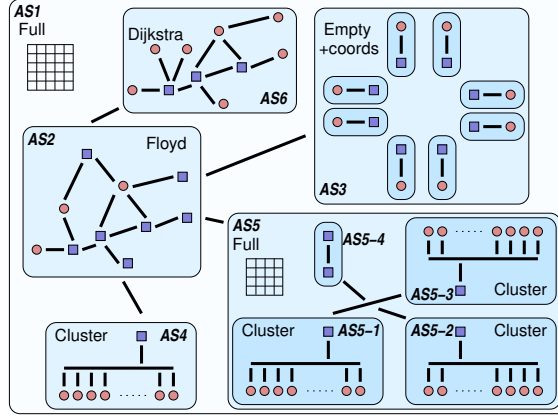 AS1
Full
Dijkstra
AS6
Empty
+coords
AS3
AS2
Floyd
AS5
Full
AS5-4
AS5-3
Cluster
Cluster
AS4
Cluster
AS5-1
AS5-2
Cluster